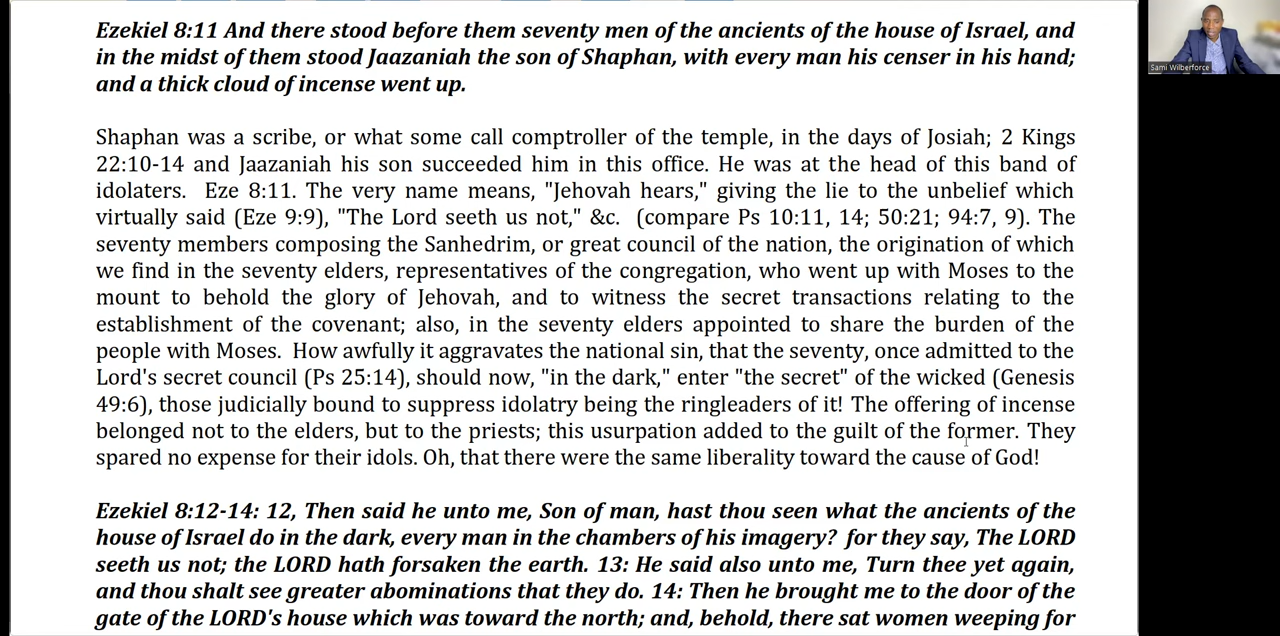 Ezekiel 8:11 And there stood before them seventy men of the ancients of the house of Israel, and
in the midst of them stood Jaazaniah the son of Shaphan, with every man his censer in his hand;
and a thick cloud of incense went up.
Shaphan was a scribe, or what some call comptroller of the temple, in the days of Josiah; 2 Kings
22:10-14 and Jaazaniah his son succeeded him in this office. He was at the head of this band of
idolaters.  Eze 8:11. The very name means, "Jehovah hears," giving the lie to the unbelief which
virtually said (Eze 9:9), "The Lord seeth us not," &c.  (compare Ps 10:11, 14; 50:21; 94:7, 9). The
seventy members composing the Sanhedrim, or great council of the nation, the origination of which
we find in the seventy elders, representatives of the congregation, who went up with Moses to the
mount to behold the glory of Jehovah, and to witness the secret transactions relating to the
establishment of the covenant; also, in the seventy elders appointed to share the burden of the
people with Moses.  How awfully it aggravates the national sin, that the seventy, once admitted to the
Lord's secret council (Ps 25:14), should now, "in the dark," enter "the secret" of the wicked (Genesis
49:6), those judicially bound to suppress idolatry being the ringleaders of it! The offering of incense
belonged not to the elders, but to the priests; this usurpation added to the guilt of the former. They
spared no expense for their idols. Oh, that there were the same liberality toward the cause of God!
Ezekiel 8:12-14: 12, Then said he unto me, Son of man, hast thou seen what the ancients of the
house of Israel do in the dark, every man in the chambers of his imagery?  for they say, The LORD
seeth us not; the LORD hath forsaken the earth. 13: He said also unto me, Turn thee yet again,
and thou shalt see greater abominations that they do. 14: Then he brought me to the door of the
gate of the LORD's house which was toward the north; and, behold, there sat women weeping for
Sami Wilberforce